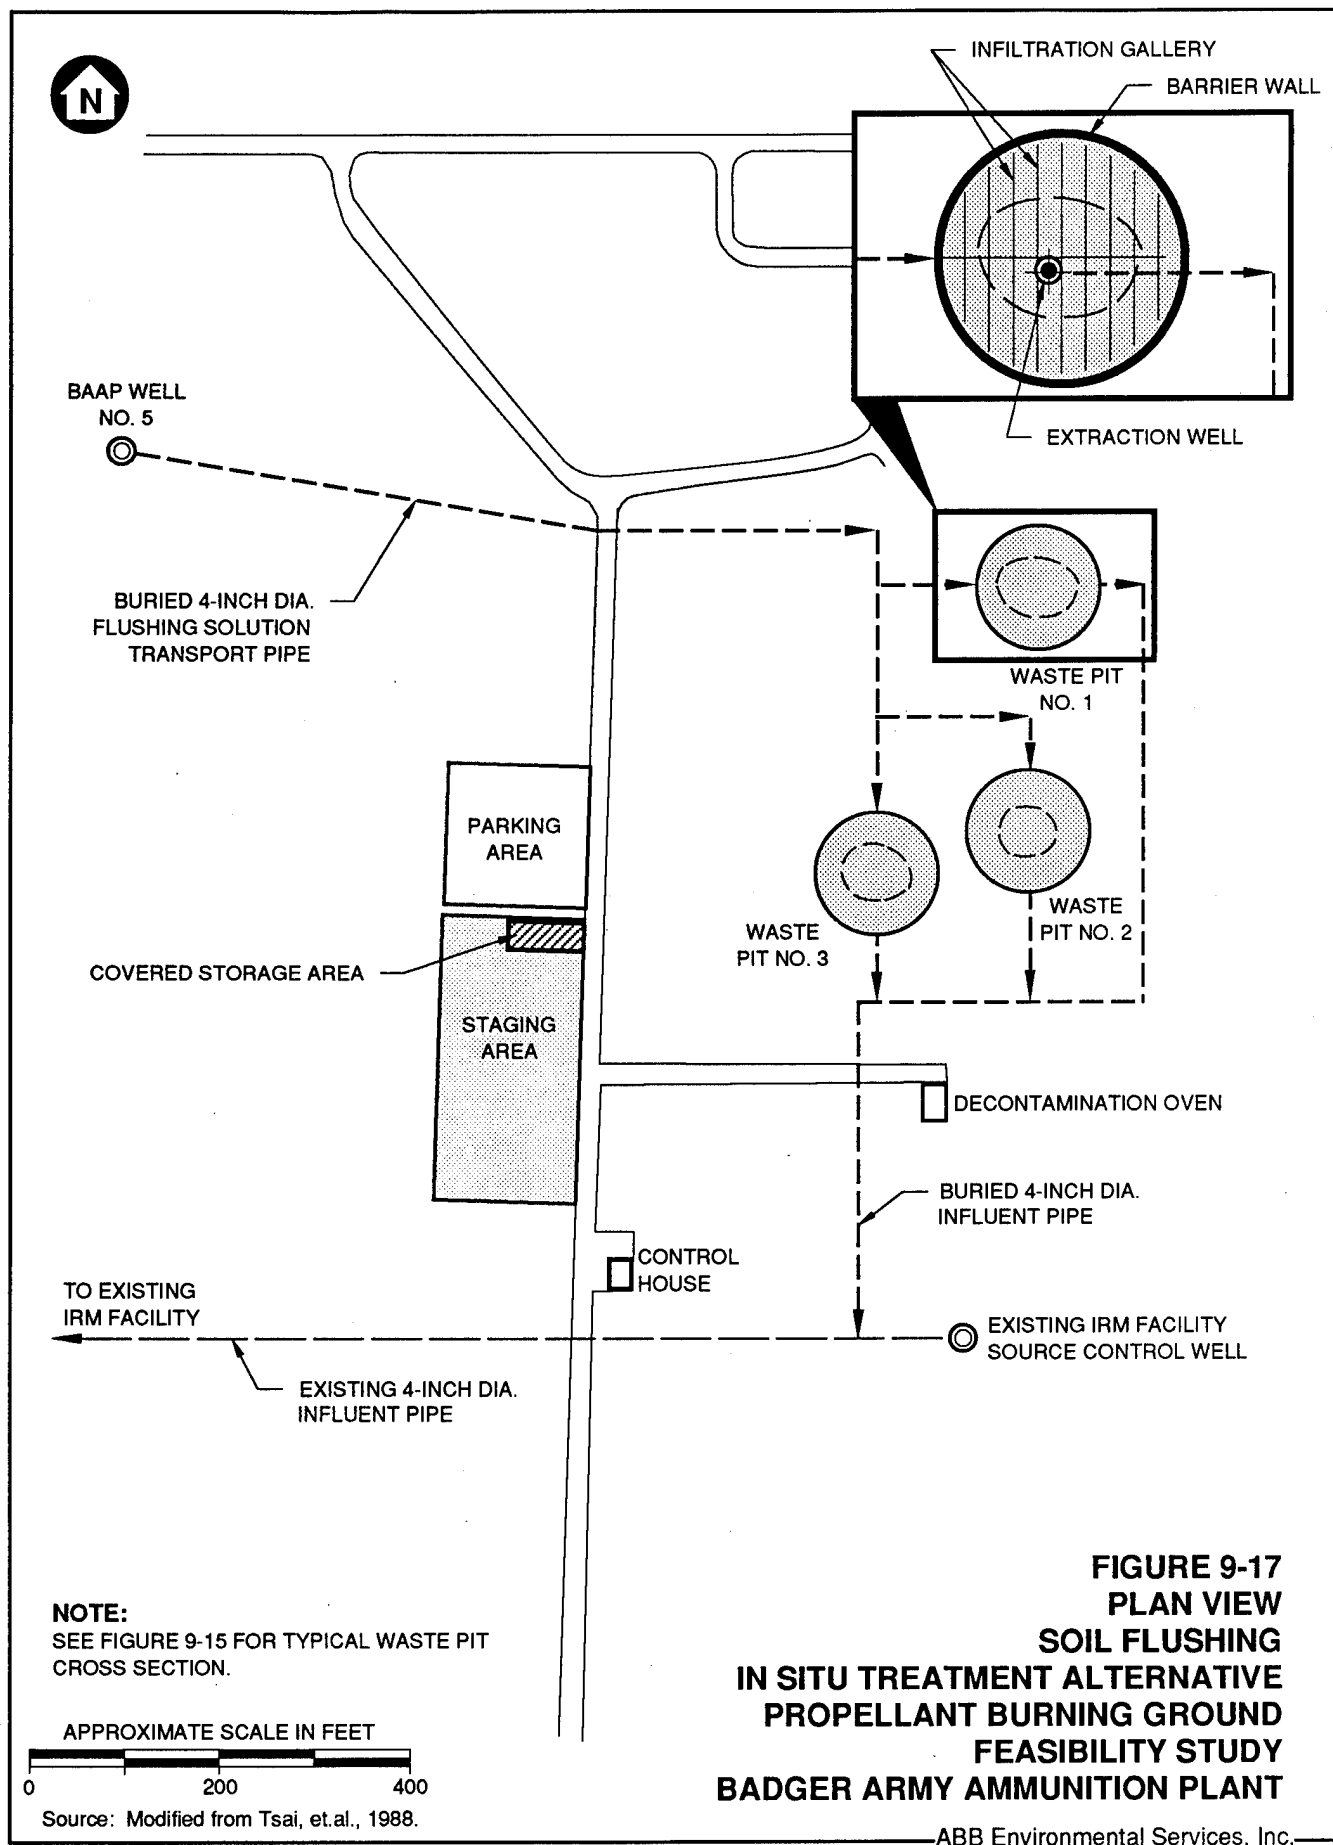 N
INFILTRATION GALLERY
BARRIER WALL
EXTRACTION WELL
BAAP WELL
NO. 5
BURIED 4-INCH DIA.
FLUSHING SOLUTION
TRANSPORT PIPE
WASTE PIT
NO. 1
PARKING
AREA
WASTE
PIT NO. 2
WASTE
PIT NO. 3
COVERED STORAGE AREA
STAGING
AREA
DECONTAMINATION OVEN
BURIED 4-INCH DIA.
INFLUENT PIPE
CONTROL
HOUSE
TO EXISTING
IRM FACILITY
EXISTING IRM FACILITY
SOURCE CONTROL WELL
EXISTING 4-INCH DIA.
INFLUENT PIPE
NOTE:
SEE FIGURE 9-15 FOR TYPICAL WASTE PIT
CROSS SECTION.
APPROXIMATE SCALE IN FEET
0 200 400
Source: Modified from Tsai, et.al., 1988.
FIGURE 9-17
PLAN VIEW
SOIL FLUSHING
IN SITU TREATMENT ALTERNATIVE
PROPELLANT BURNING GROUND
FEASIBILITY STUDY
BADGER ARMY AMMUNITION PLANT
ABB Environmental Services, Inc.